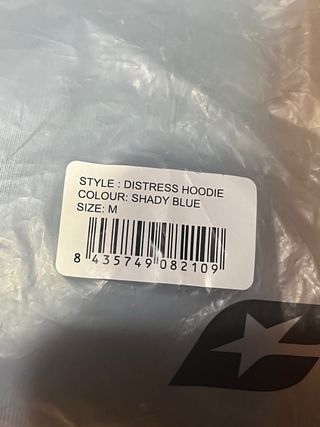 STYLE : DISTRESS HOODIE
COLOUR: SHADY BLUE
SIZE: M
8 435749 082109